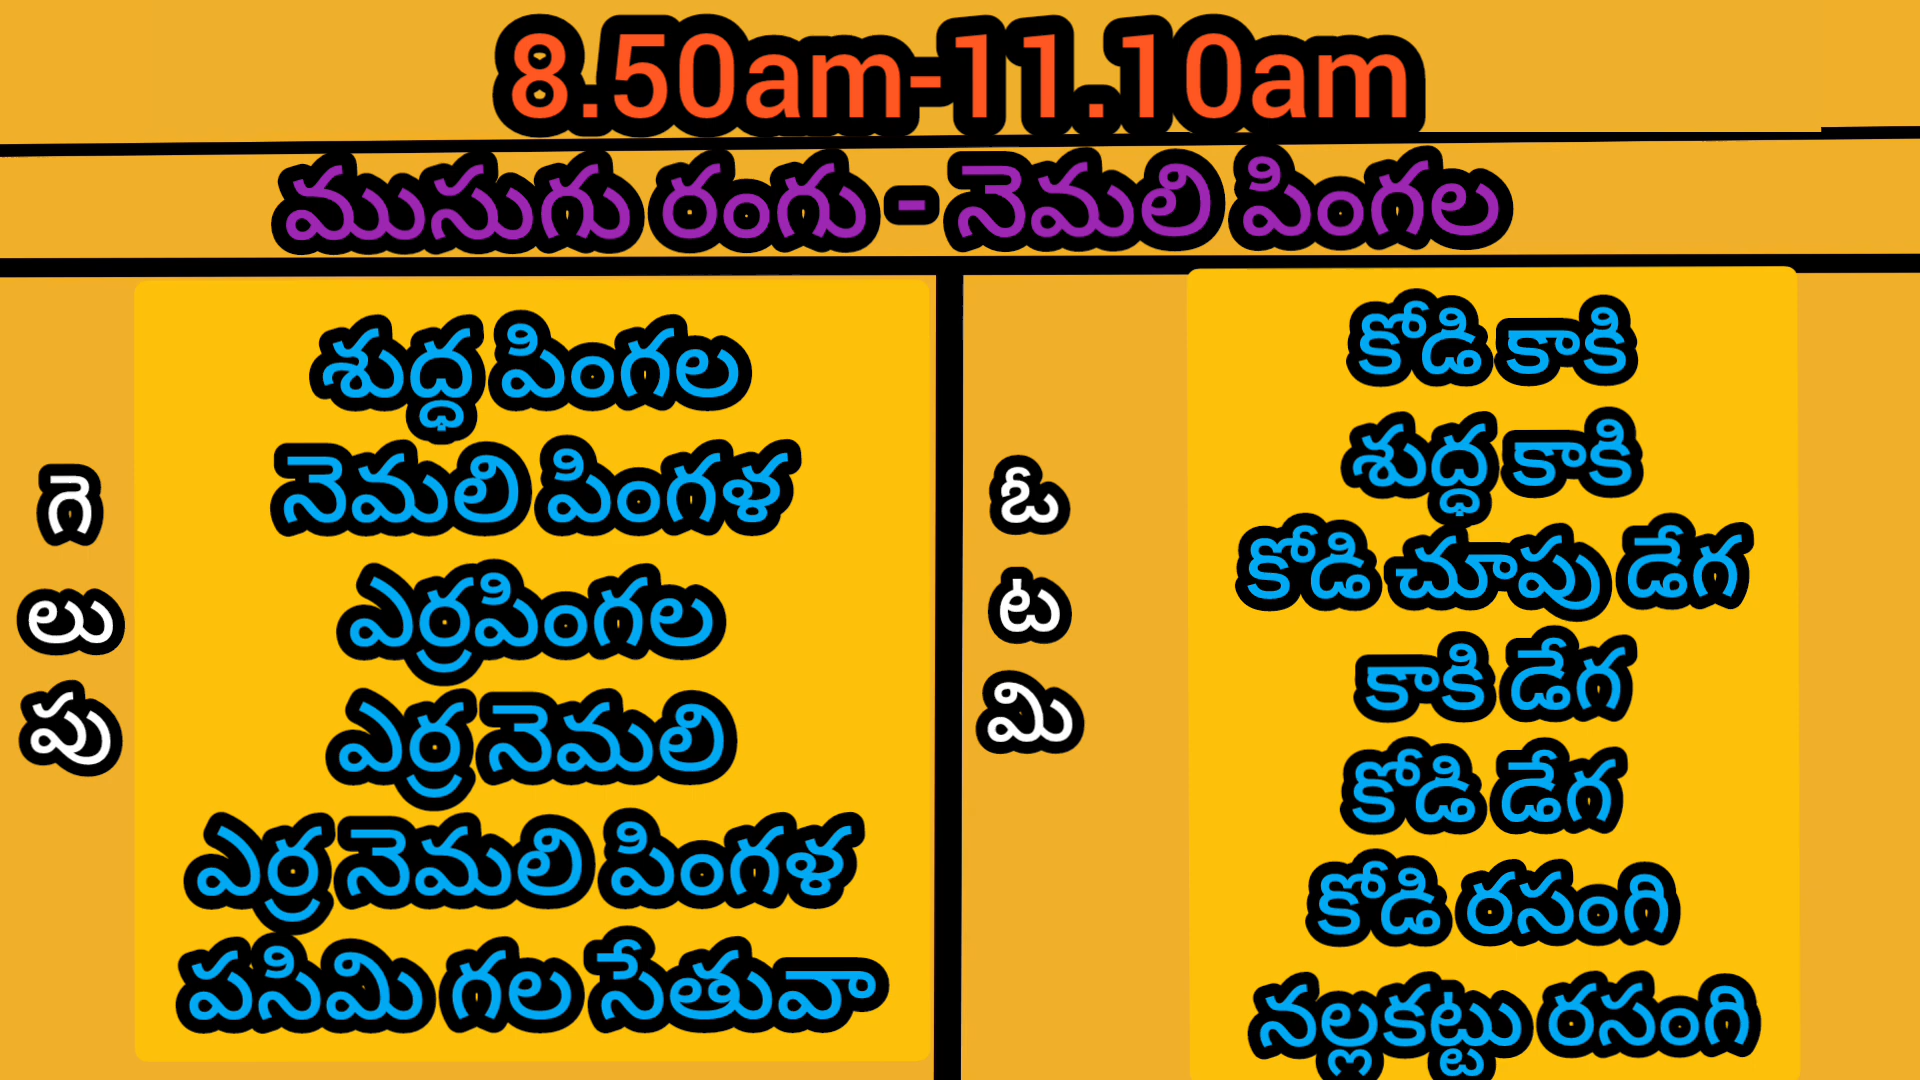 8.50am-11.10am
ముసుగు రంగు - నెమలి పింగల
గెలుపు
శుద్ధ పింగల
నెమలి పింగళ
ఎర్రపింగల
ఎర్ర నెమలి
ఎర్ర నెమలి పింగళ
పసిమి గల సేతువా
ఓటమి
కోడి కాకి
శుద్ధ కాకి
కోడి చూపు డేగ
కాకి డేగ
కోడి డేగ
కోడి రసంగి
నల్లకట్టు రసంగి